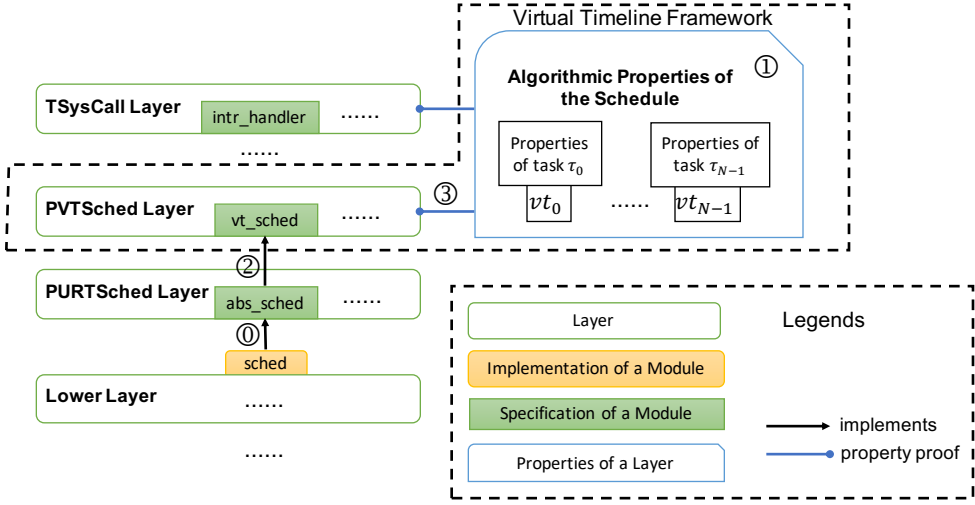 Virtual Timeline Framework
①
Algorithmic Properties of
the Schedule
TSysCall Layer
intr_handler
......
......
Properties
of task τ₀
Properties of
task τ_{N−1}
vt₀
......
vt_{N−1}
③
PVTSched Layer
vt_sched
......
②
PURTSched Layer
abs_sched
......
⓪
sched
Lower Layer
......
......
Layer
Legends
Implementation of a Module
Specification of a Module
implements
Properties of a Layer
property proof